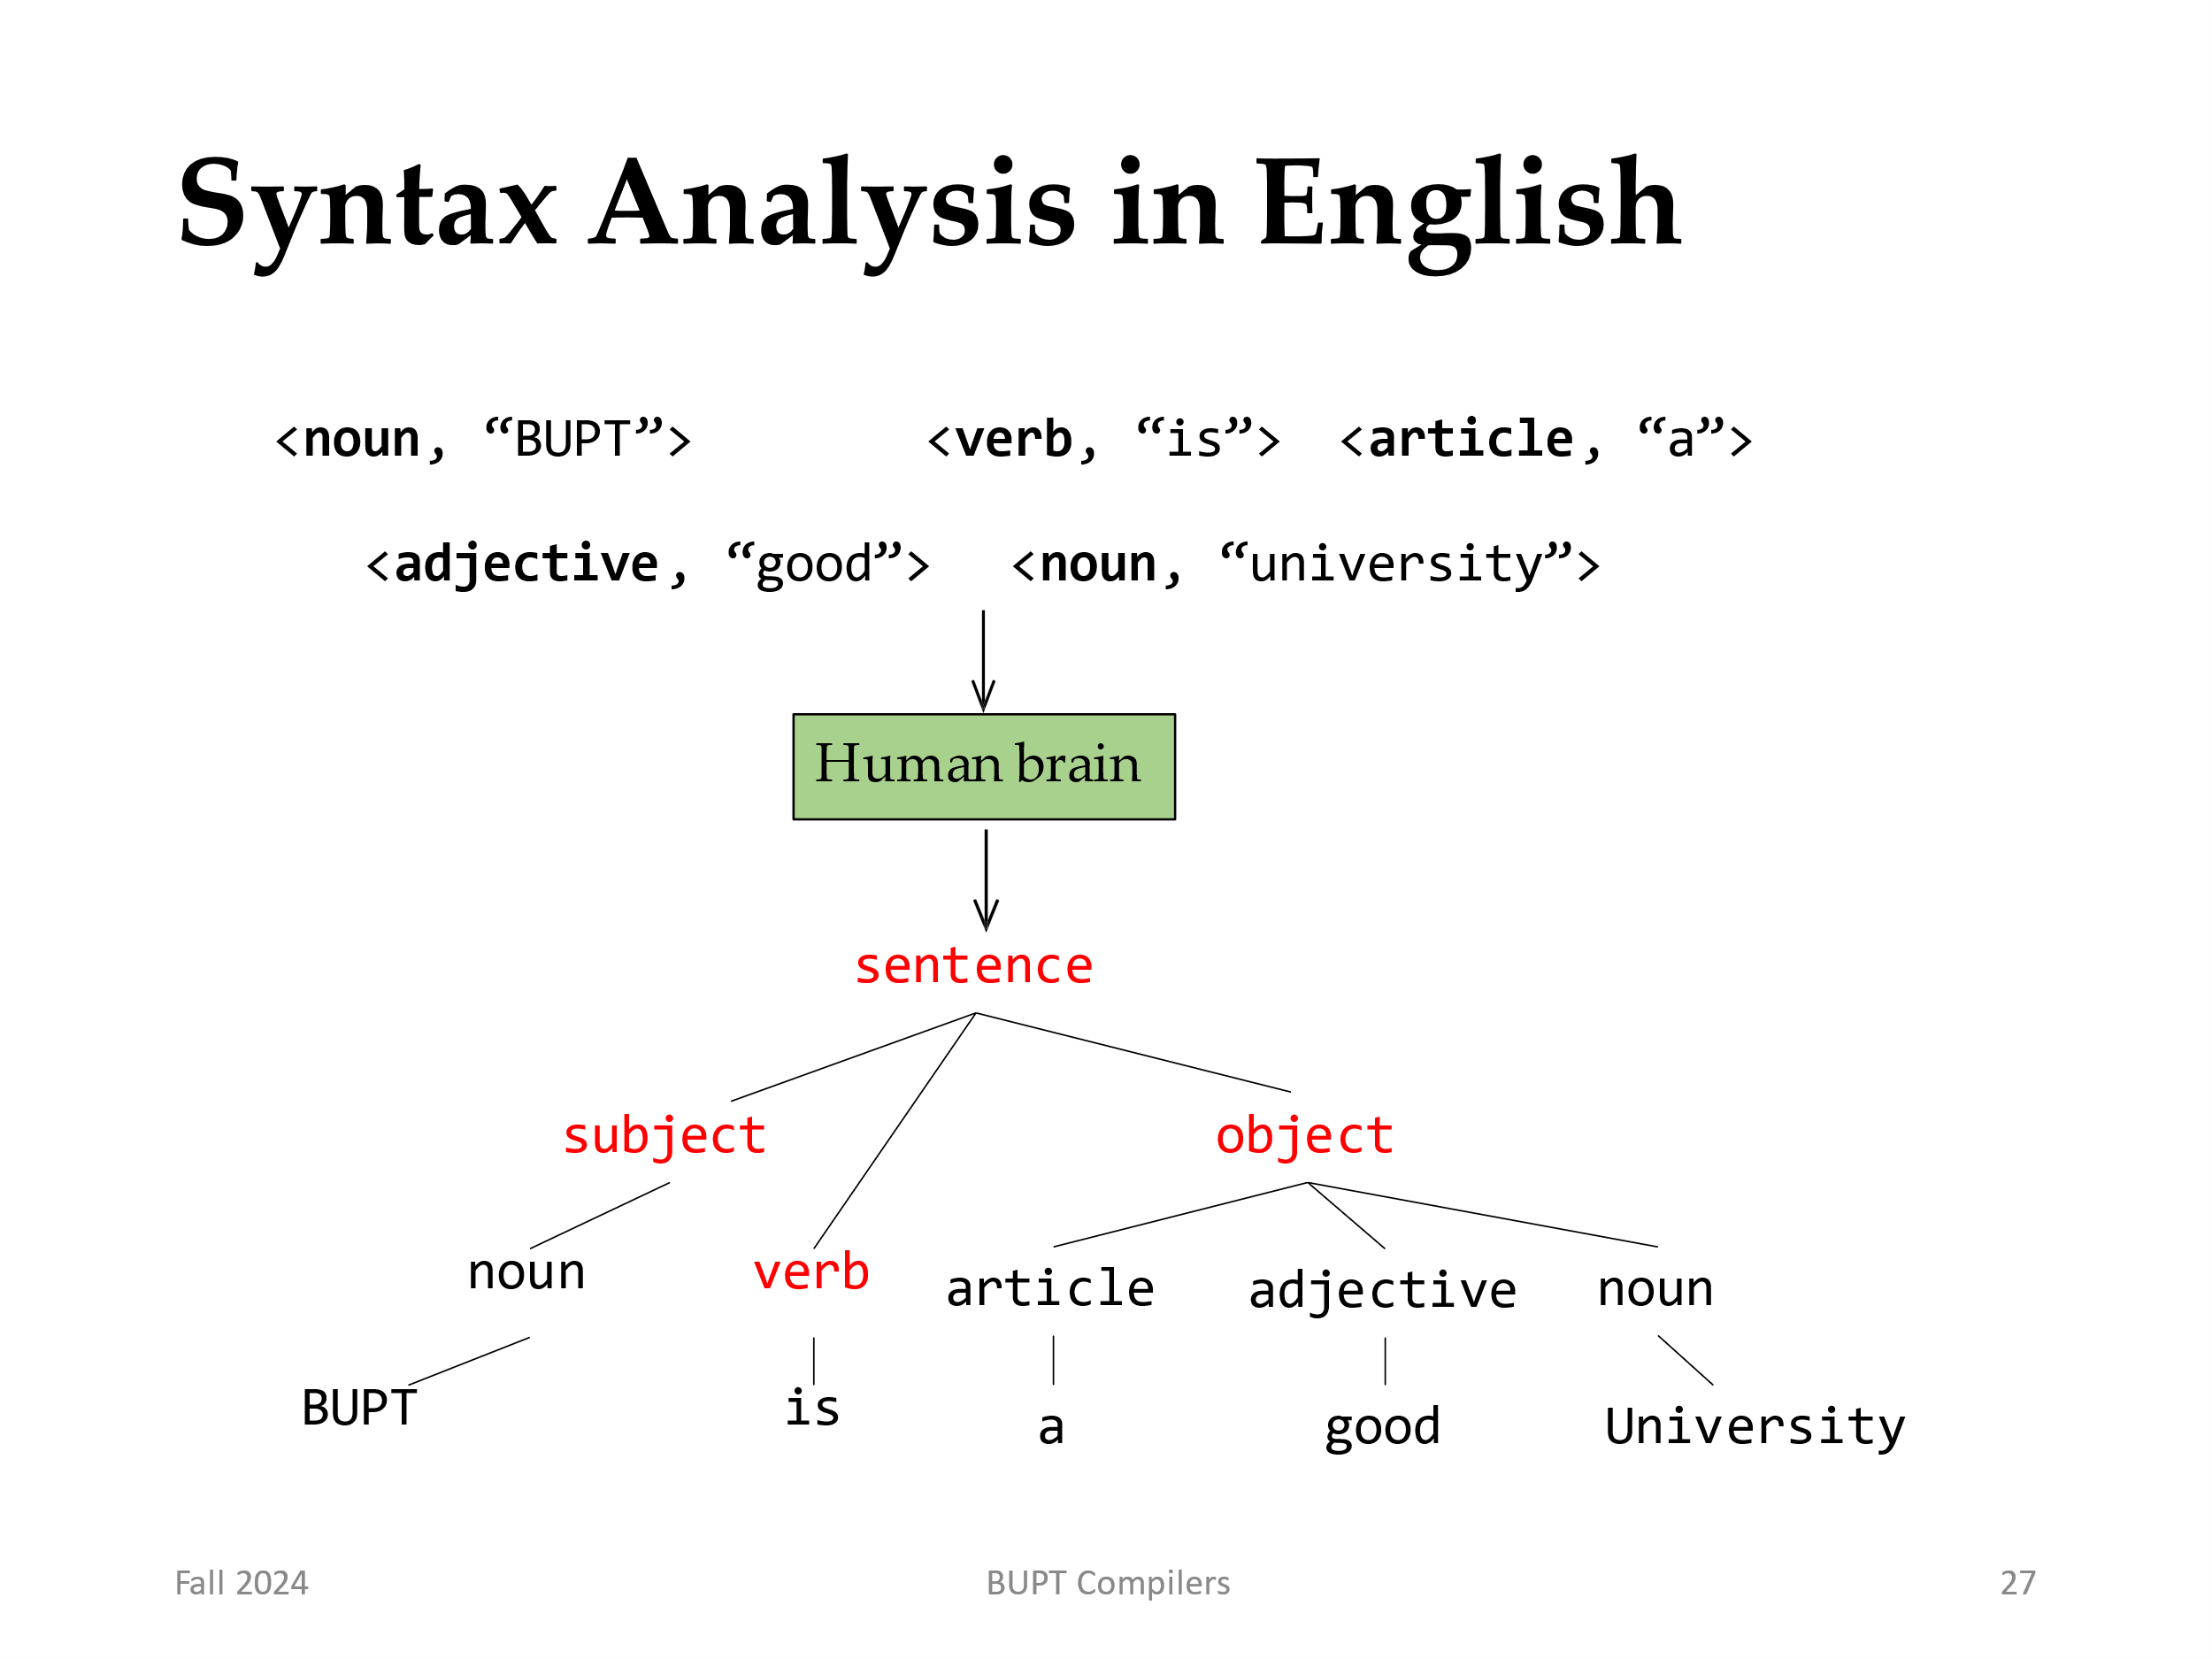 Syntax Analysis in English
<noun, “BUPT”> <verb, “is”> <article, “a”>
<adjective, “good”> <noun, “university”>
Human brain
sentence
subject object
noun verb article adjective noun
BUPT is a good University
Fall 2024 BUPT Compilers 27